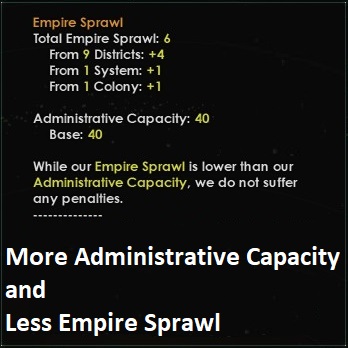 Empire Sprawl
Total Empire Sprawl: 6
From 9 Districts: +4
From 1 System: +1
From 1 Colony: +1
Administrative Capacity: 40
Base: 40
While our Empire Sprawl is lower than our
Administrative Capacity, we do not suffer
any penalties.
--------------
More Administrative Capacity
and
Less Empire Sprawl